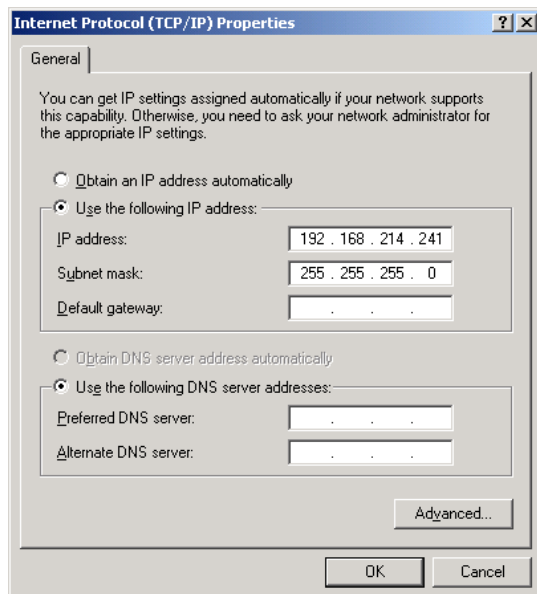 Internet Protocol (TCP/IP) Properties
General
You can get IP settings assigned automatically if your network supports
this capability. Otherwise, you need to ask your network administrator for
the appropriate IP settings.
Obtain an IP address automatically
Use the following IP address:
IP address: 192 . 168 . 214 . 241
Subnet mask: 255 . 255 . 255 . 0
Default gateway: . . .
Obtain DNS server address automatically
Use the following DNS server addresses:
Preferred DNS server: . . .
Alternate DNS server: . . .
Advanced...
OK Cancel